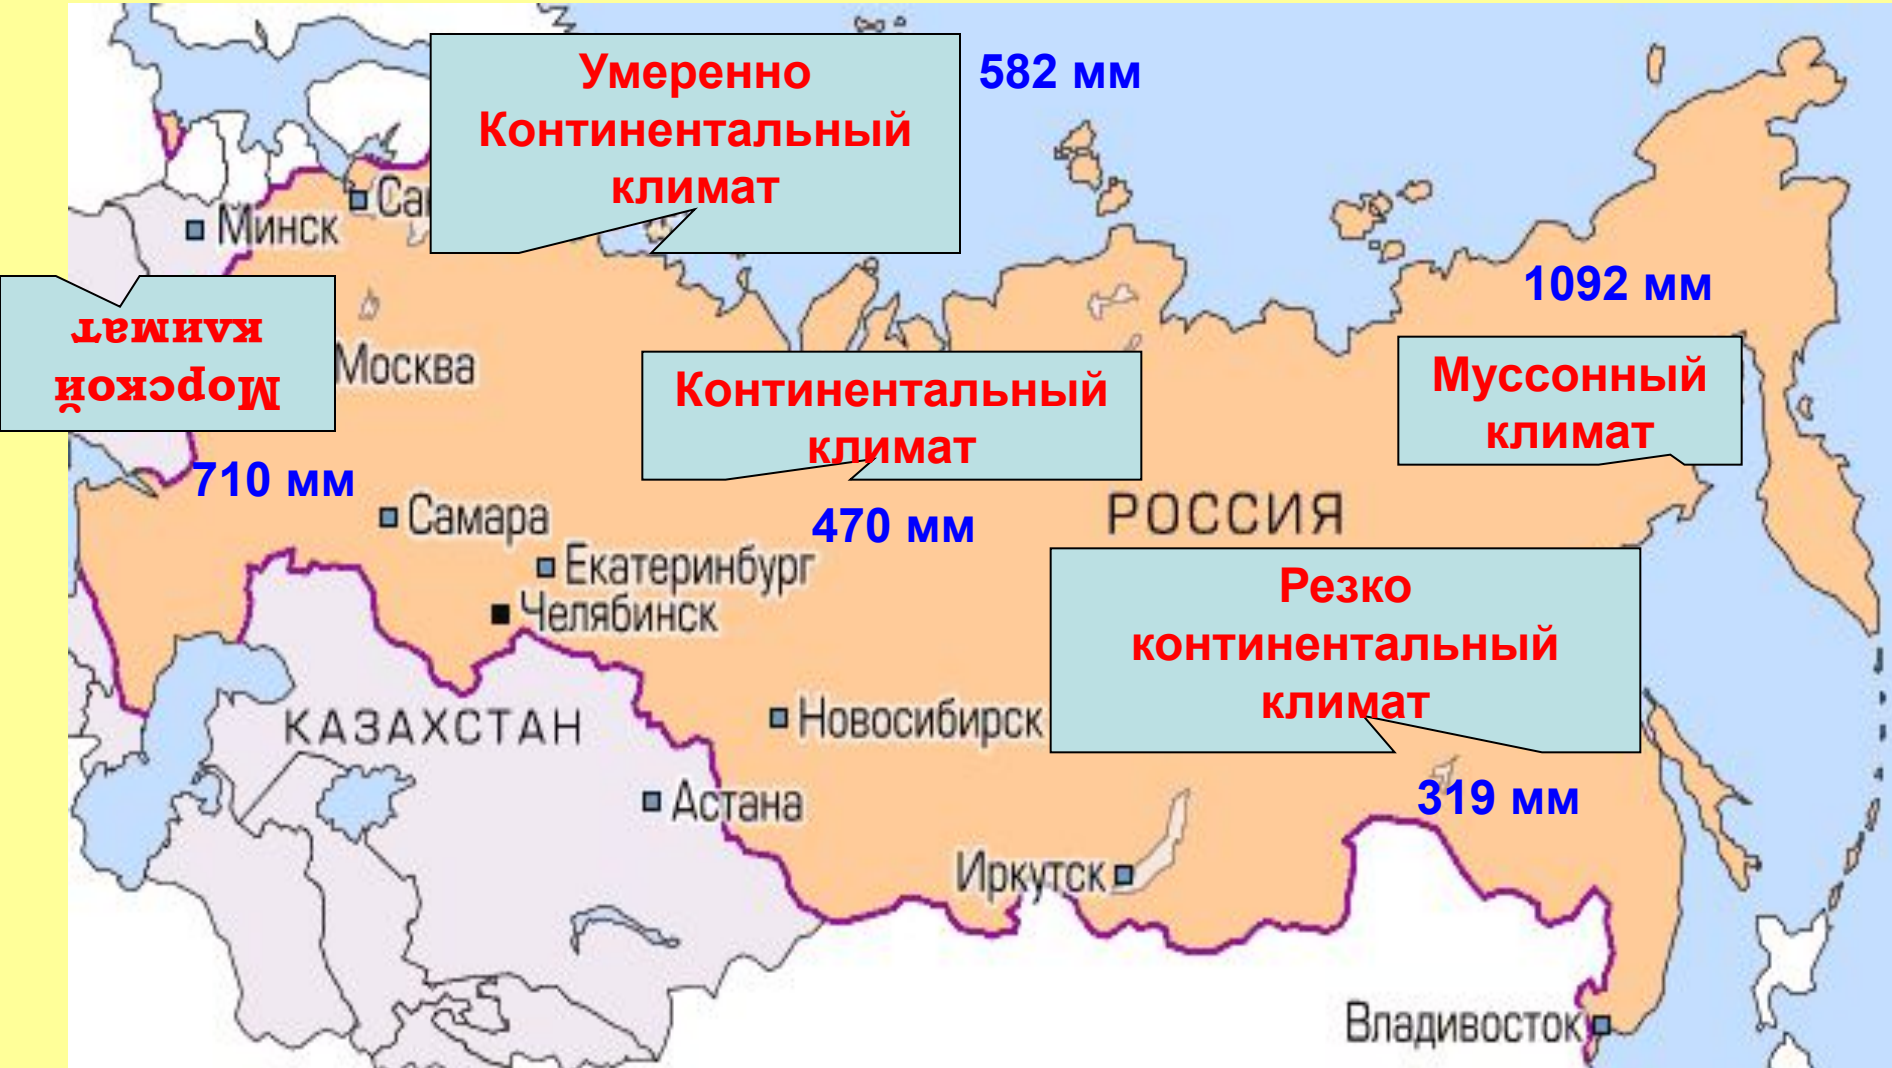 Умеренно
Континентальный
климат
582 мм
Са
Минск
1092 мм
Морской
климат
Москва
Континентальный
климат
Муссонный
климат
710 мм
Самара
470 мм
РОССИЯ
Екатеринбург
Челябинск
Резко
континентальный
климат
КАЗАХСТАН
Новосибирск
Астана
319 мм
Иркутск
Владивосток